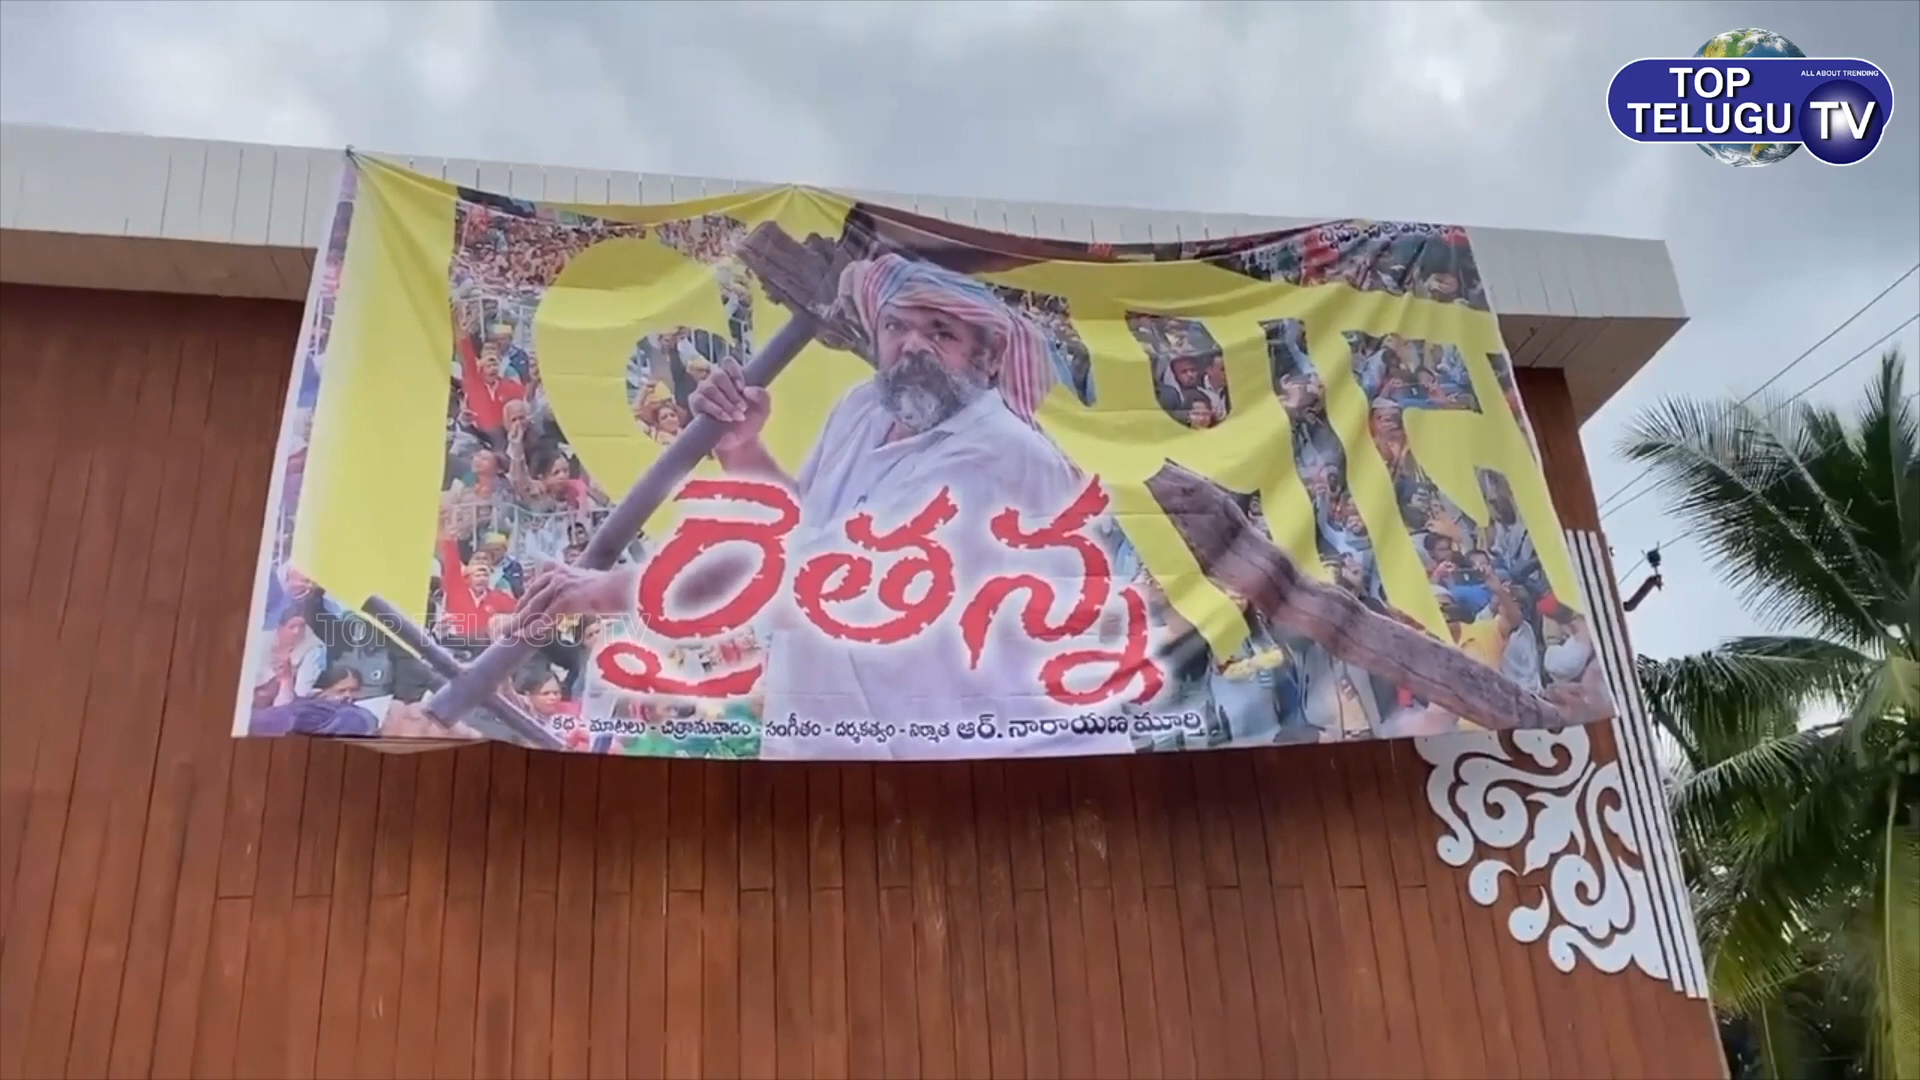 TOP
ALL ABOUT TRENDING
TELUGU TV
రైతన్న
TOP TELUGU TV
కథ - మాటలు - చిత్రానువాదం - సంగీతం - దర్శకత్వం - నిర్మాత ఆర్. నారాయణ మూర్తి